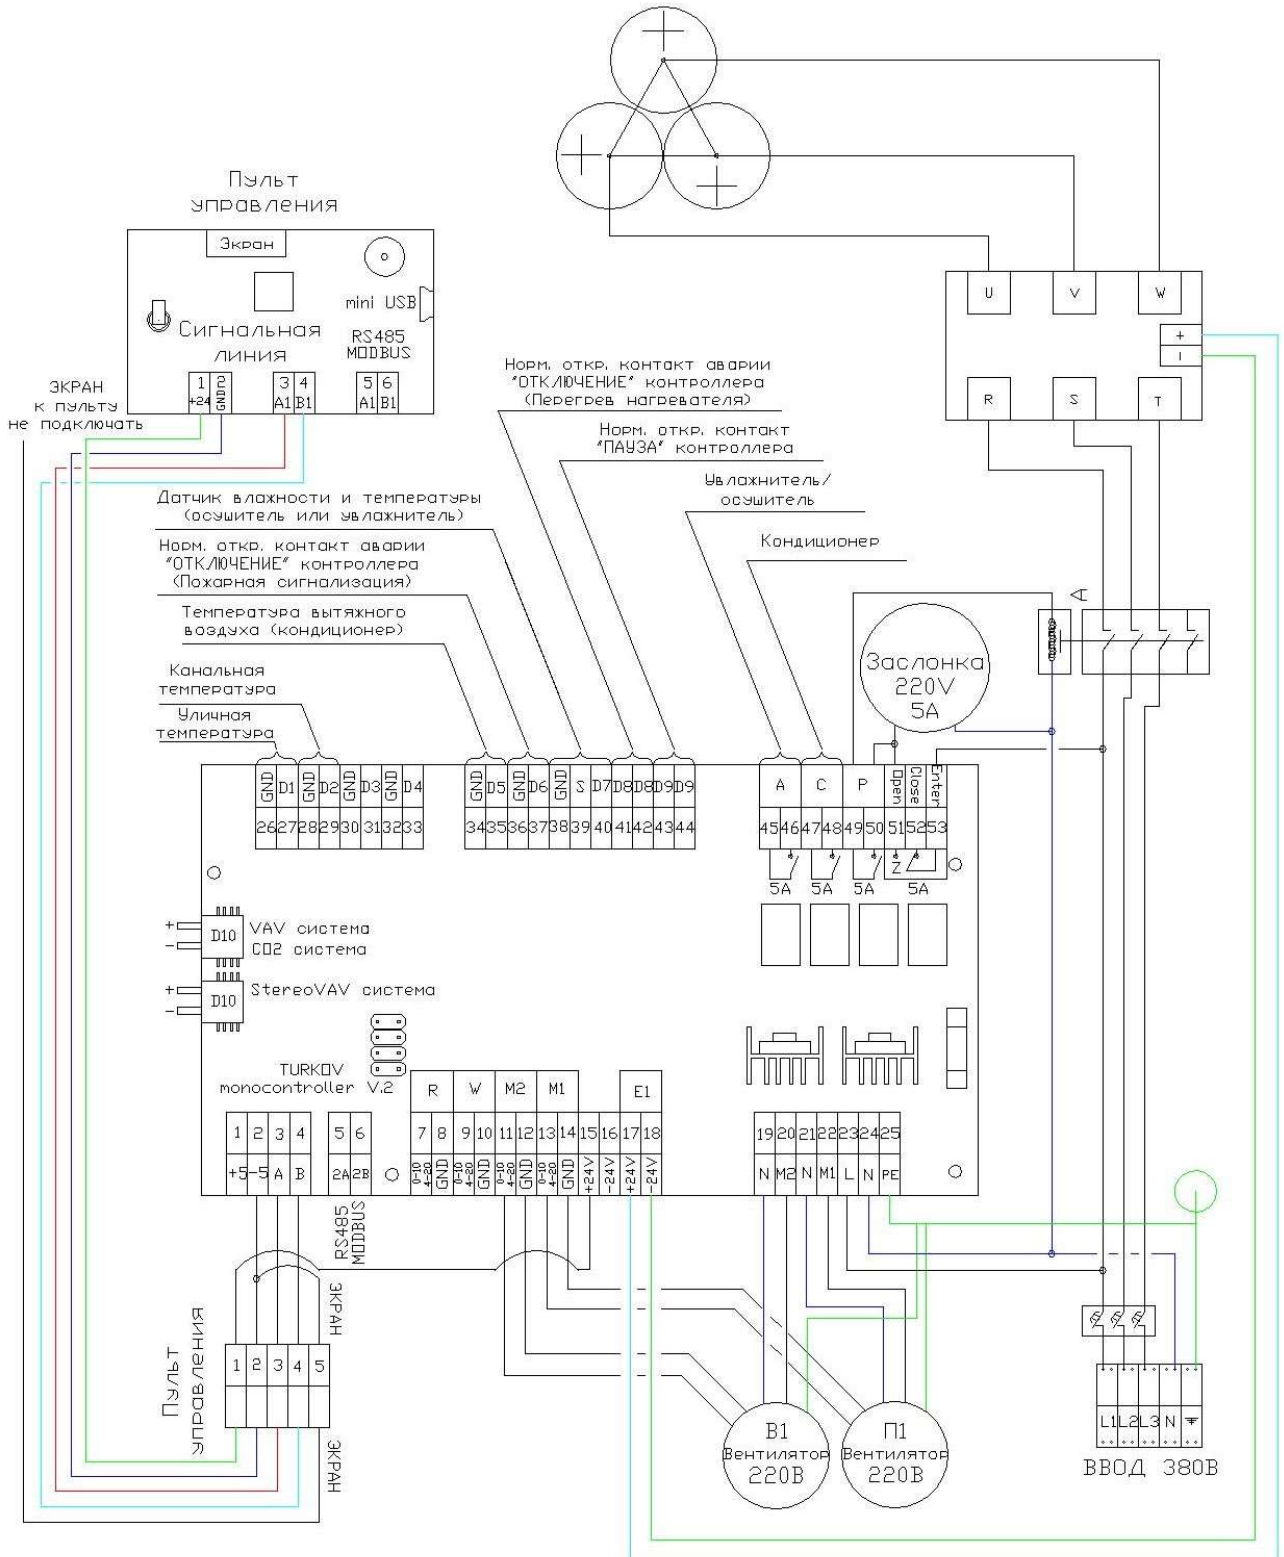 Пульт
управления
Экран
mini USB
Сигнальная
линия
RS485
MODBUS
1 2 3 4 5 6
+24 GND A1 B1 A1 B1
ЭКРАН
к пульту
не подключать
U V W
+
-
R S T
Норм. откр. контакт аварии
"ОТКЛЮЧЕНИЕ" контроллера
(Перегрев нагревателя)
Норм. откр. контакт
"ПАУЗА" контроллера
Увлажнитель/
осушитель
Кондиционер
Датчик влажности и температуры
(осушитель или увлажнитель)
Норм. откр. контакт аварии
"ОТКЛЮЧЕНИЕ" контроллера
(Пожарная сигнализация)
Температура вытяжного
воздуха (кондиционер)
Канальная
температура
Уличная
температура
A
Заслонка
220V
5A
GND D1 GND D2 GND D3 GND D4
26 27 28 29 30 31 32 33
GND D5 GND D6 GND S D7 D8 D8 D9 D9
34 35 36 37 38 39 40 41 42 43 44
A C P Open Close Enter
45 46 47 48 49 50 51 52 53
Z
5A 5A 5A 5A
+
-
D10
VAV система
CO2 система
+
-
D10
StereoVAV система
TURKOV
monocontroller V.2
R W M2 M1 E1
1 2 3 4
+5 -5 A B
5 6
2A 2B
7 8 9 10 11 12 13 14 15 16 17 18
0-10 4-20 GND 0-10 4-20 GND 0-10 4-20 GND 0-10 4-20 GND +24V -24V +24V -24V
19 20 21 22 23 24 25
N M2 N M1 L N PE
RS485
MODBUS
ЭКРАН
Пульт
управления
1 2 3 4 5
ЭКРАН
В1
Вентилятор
220В
П1
Вентилятор
220В
L1 L2 L3 N
ВВОД 380В